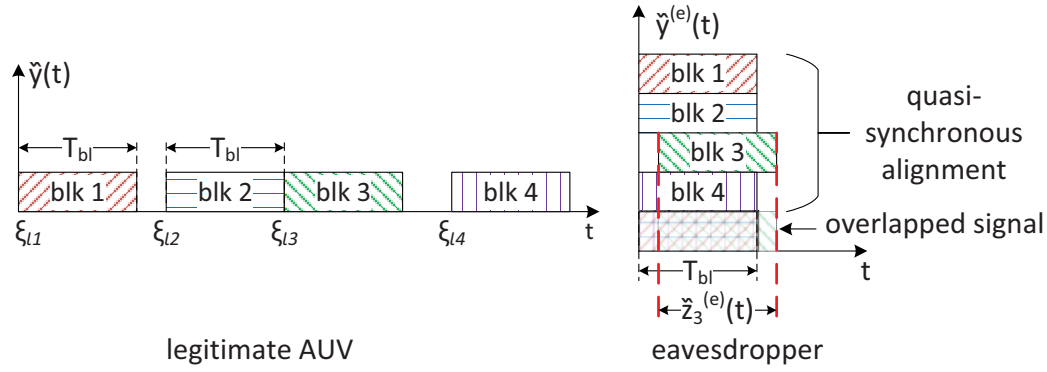 ŷ(t)
T_bl
T_bl
blk 1
blk 2
blk 3
blk 4
ξ_l1
ξ_l2
ξ_l3
ξ_l4
t
legitimate AUV
ŷ^(e)(t)
blk 1
blk 2
blk 3
blk 4
quasi-
synchronous
alignment
overlapped signal
t
T_bl
ẑ_3^(e)(t)
eavesdropper